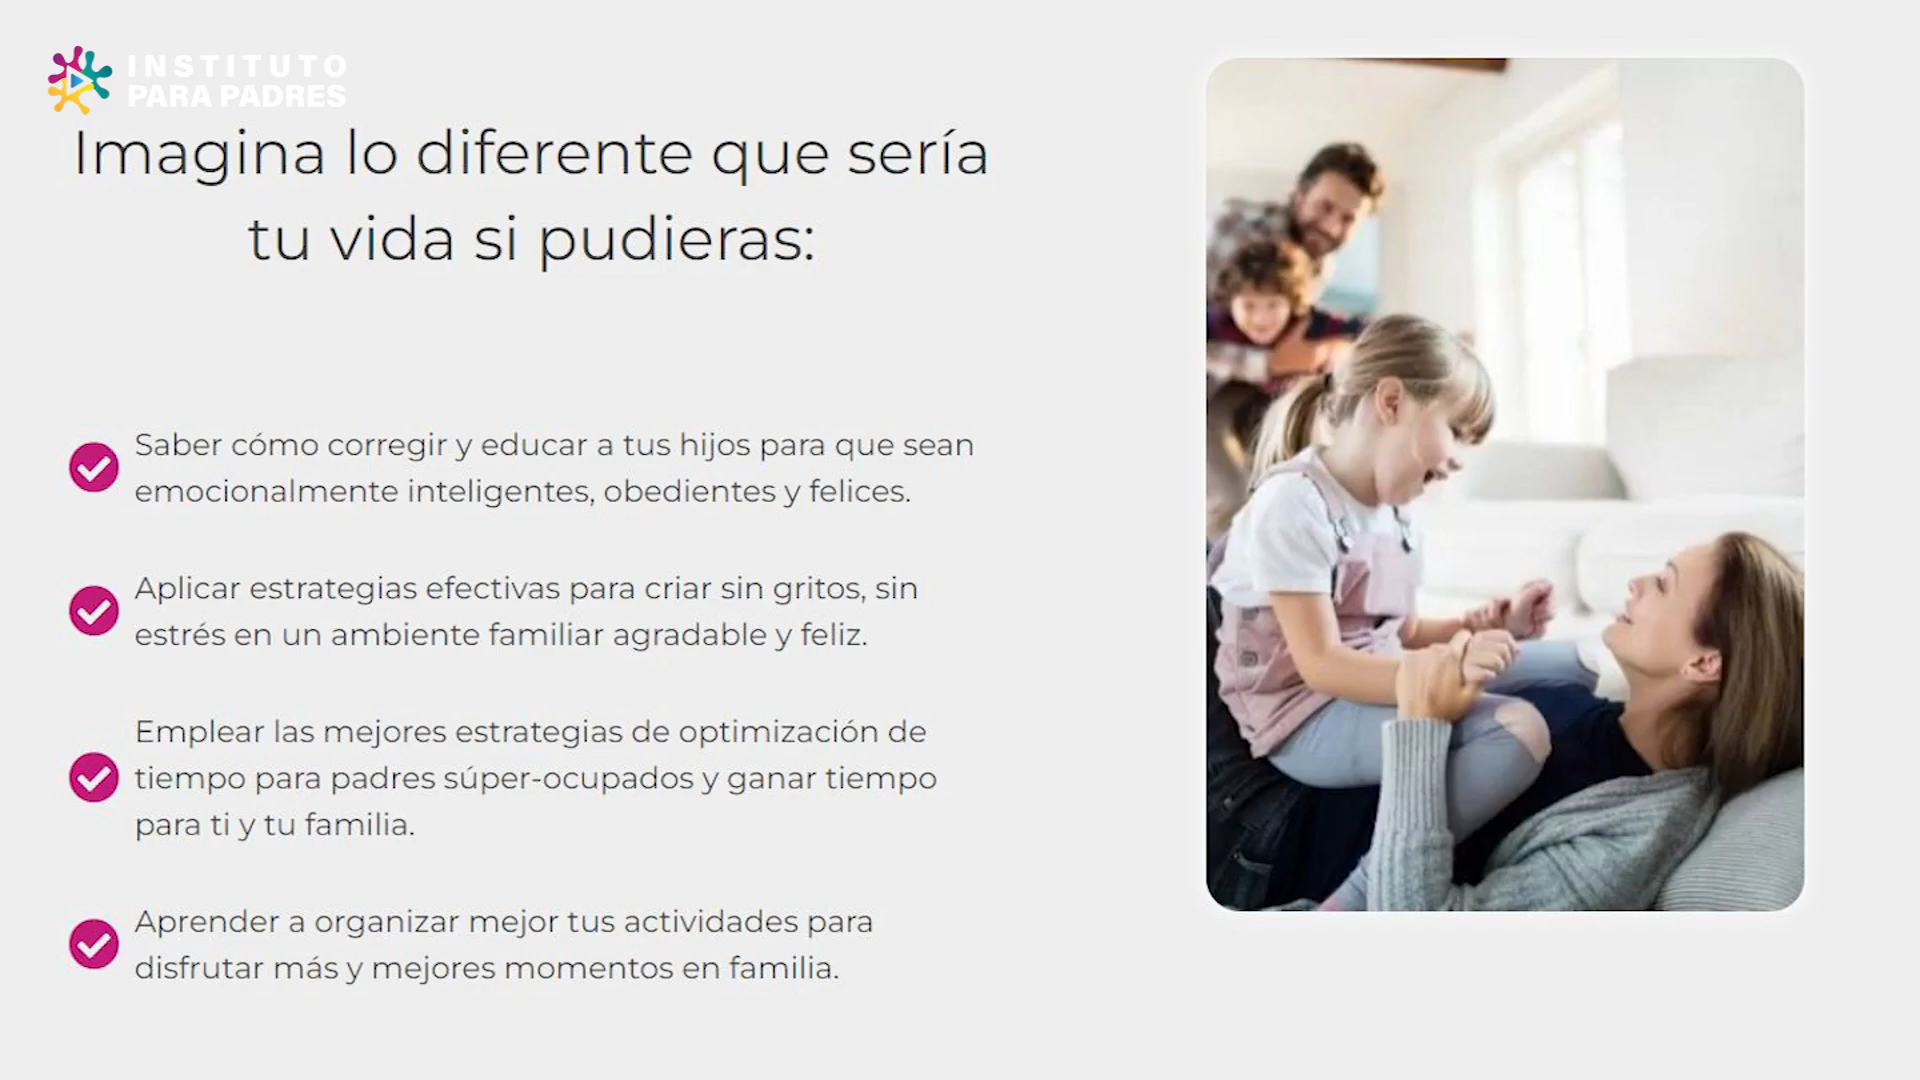 INSTITUTO
PARA PADRES
Imagina lo diferente que sería
tu vida si pudieras:
Saber cómo corregir y educar a tus hijos para que sean
emocionalmente inteligentes, obedientes y felices.
Aplicar estrategias efectivas para criar sin gritos, sin
estrés en un ambiente familiar agradable y feliz.
Emplear las mejores estrategias de optimización de
tiempo para padres súper-ocupados y ganar tiempo
para ti y tu familia.
Aprender a organizar mejor tus actividades para
disfrutar más y mejores momentos en familia.